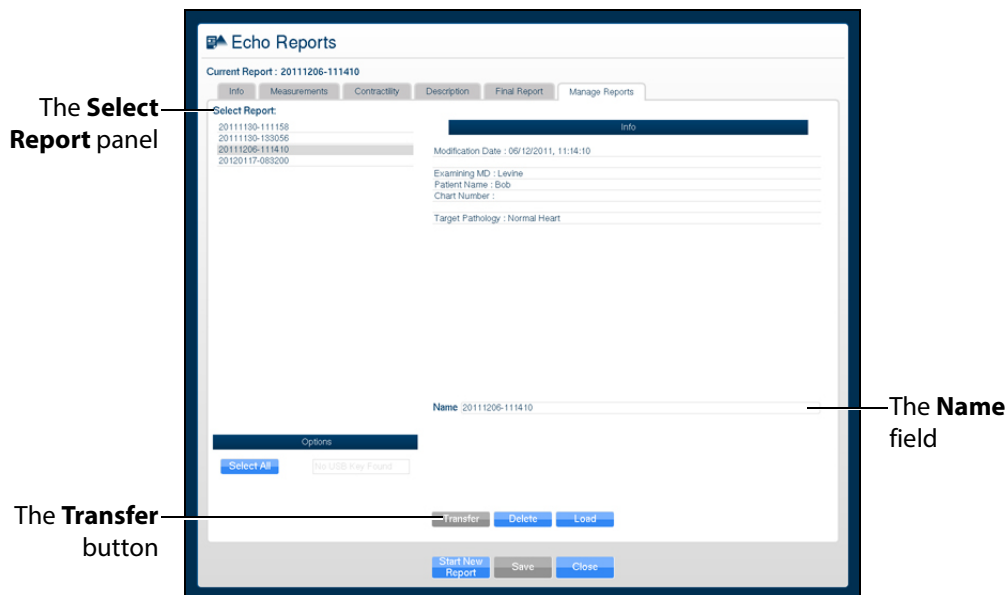 Echo Reports
Current Report : 20111206-111410
Info Measurements Contractility Description Final Report Manage Reports
The Select
Report panel
Select Report:
20111130-111158
20111130-133056
20111206-111410
20120117-083200
Info
Modification Date : 06/12/2011, 11:14:10
Examining MD : Levine
Patient Name : Bob
Chart Number :
Target Pathology : Normal Heart
Name 20111206-111410
The Name
field
Options
Select All No USB Key Found
The Transfer
button
Transfer Delete Load
Start New
Report Save Close